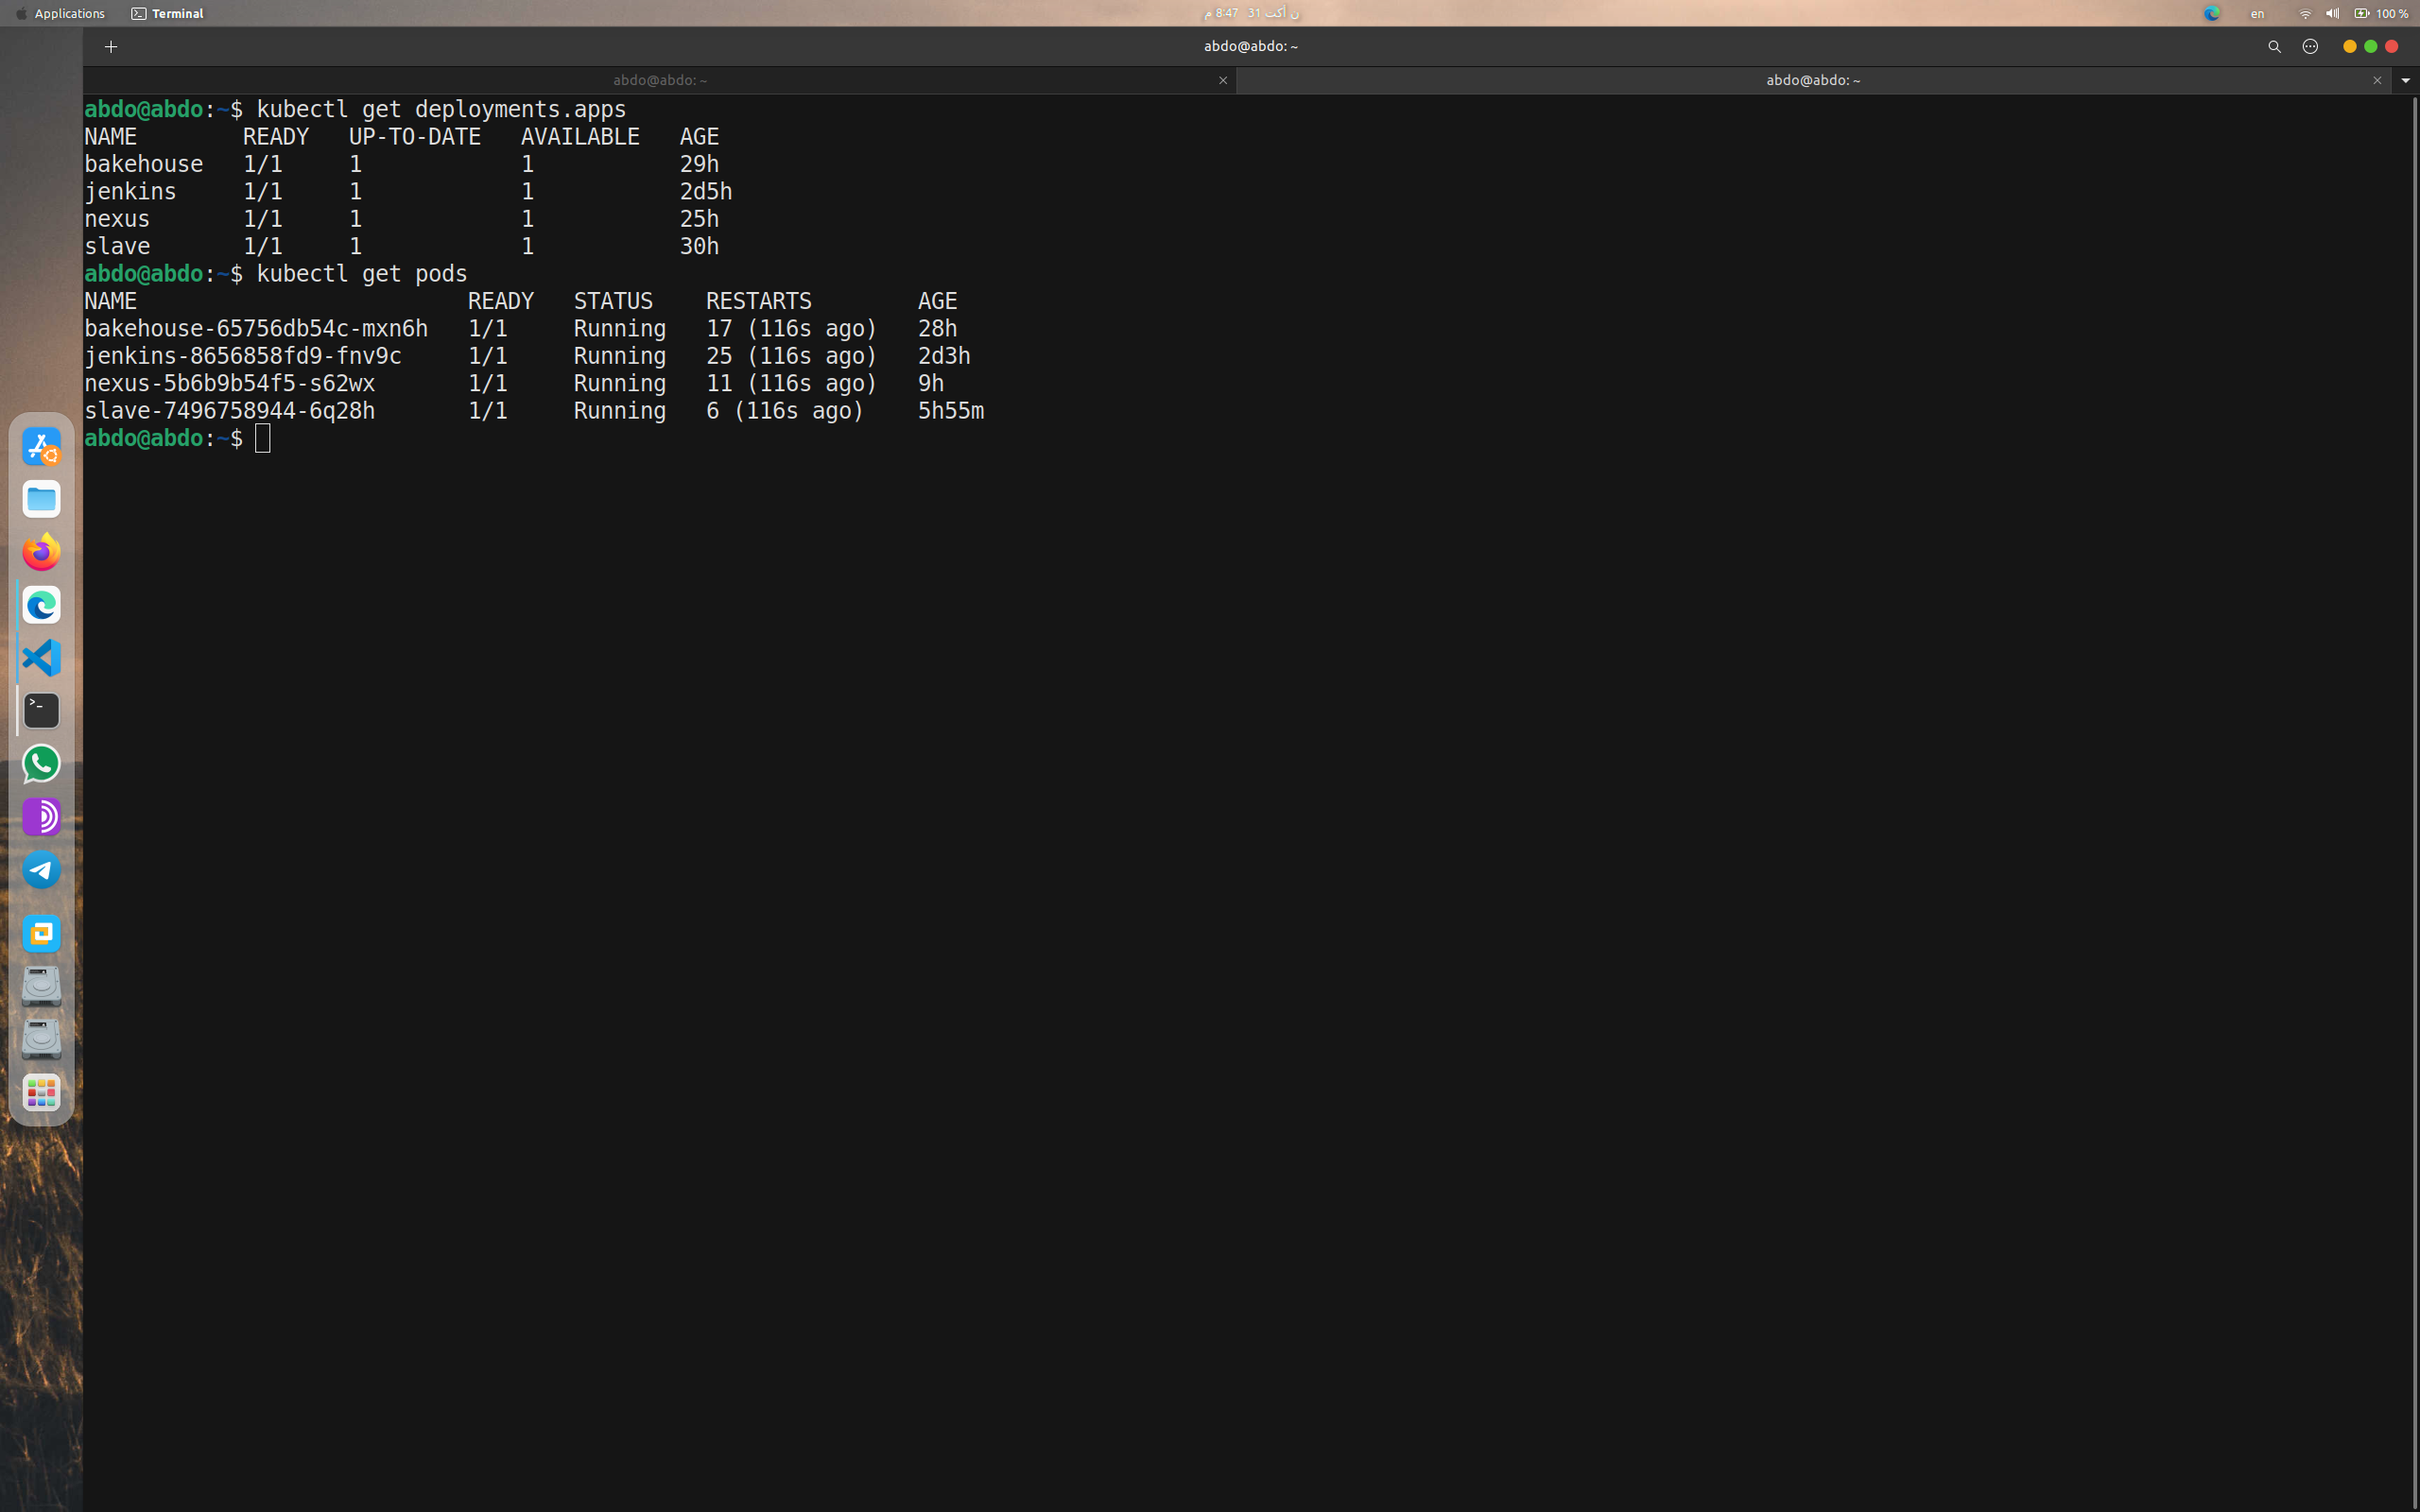 Applications Terminal ن أكت 31 8:47 م en 100 %
abdo@abdo: ~
abdo@abdo: ~ abdo@abdo: ~
abdo@abdo:~$ kubectl get deployments.apps
NAME READY UP-TO-DATE AVAILABLE AGE
bakehouse 1/1 1 1 29h
jenkins 1/1 1 1 2d5h
nexus 1/1 1 1 25h
slave 1/1 1 1 30h
abdo@abdo:~$ kubectl get pods
NAME READY STATUS RESTARTS AGE
bakehouse-65756db54c-mxn6h 1/1 Running 17 (116s ago) 28h
jenkins-8656858fd9-fnv9c 1/1 Running 25 (116s ago) 2d3h
nexus-5b6b9b54f5-s62wx 1/1 Running 11 (116s ago) 9h
slave-7496758944-6q28h 1/1 Running 6 (116s ago) 5h55m
abdo@abdo:~$